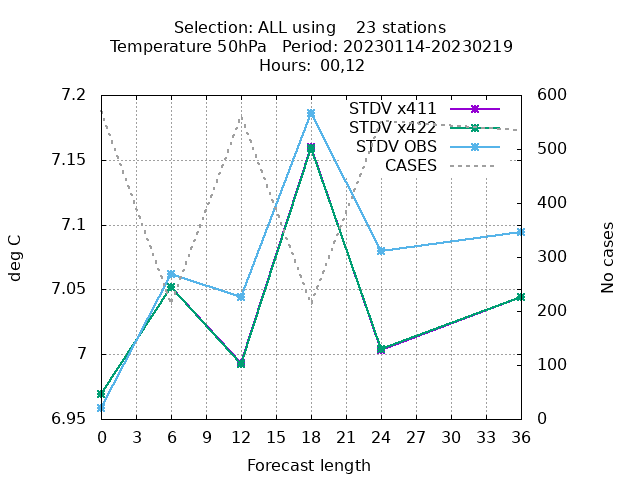 Selection: ALL using    23 stations
Temperature 50hPa   Period: 20230114-20230219
Hours: 00,12
STDV x411
STDV x422
STDV OBS
CASES
7.2
7.15
7.1
7.05
7
6.95
deg C
600
500
400
300
200
100
0
No cases
0 3 6 9 12 15 18 21 24 27 30 33 36
Forecast length